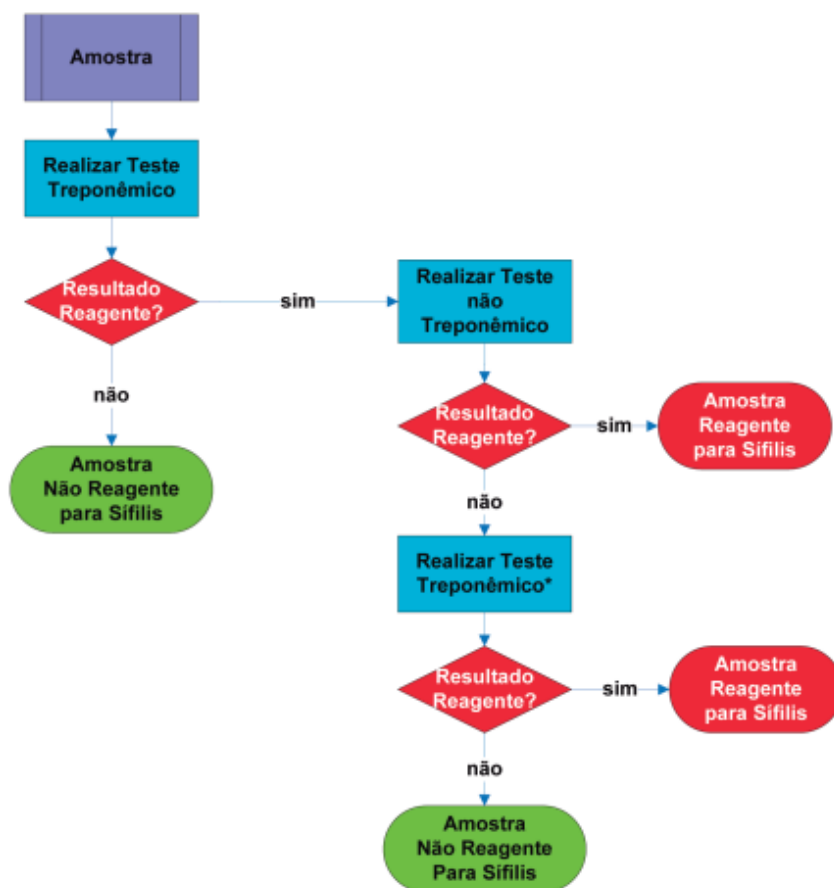 Amostra
Realizar Teste
Treponêmico
Resultado
Reagente?
sim
não
Amostra
Não Reagente
para Sífilis
Realizar Teste
não
Treponêmico
Resultado
Reagente?
sim
Amostra
Reagente
para Sífilis
não
Realizar Teste
Treponêmico*
Resultado
Reagente?
sim
Amostra
Reagente
para Sífilis
não
Amostra
Não Reagente
Para Sífilis